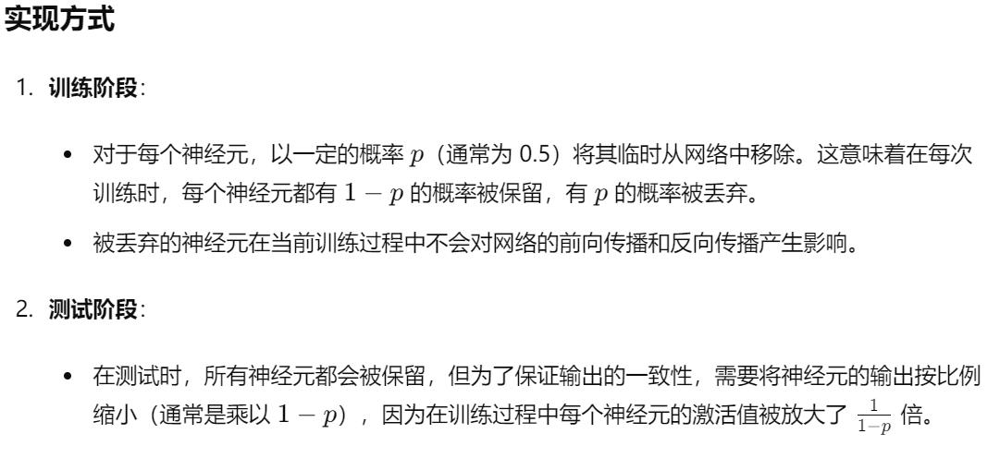 实现方式
1. 训练阶段：
• 对于每个神经元，以一定的概率 p（通常为 0.5）将其临时从网络中移除。这意味着在每次
训练时，每个神经元都有 1 − p 的概率被保留，有 p 的概率被丢弃。
• 被丢弃的神经元在当前训练过程中不会对网络的前向传播和反向传播产生影响。
2. 测试阶段：
• 在测试时，所有神经元都会被保留，但为了保证输出的一致性，需要将神经元的输出按比例
缩小（通常是乘以 1 − p），因为在训练过程中每个神经元的激活值被放大了 \frac{1}{1-p} 倍。